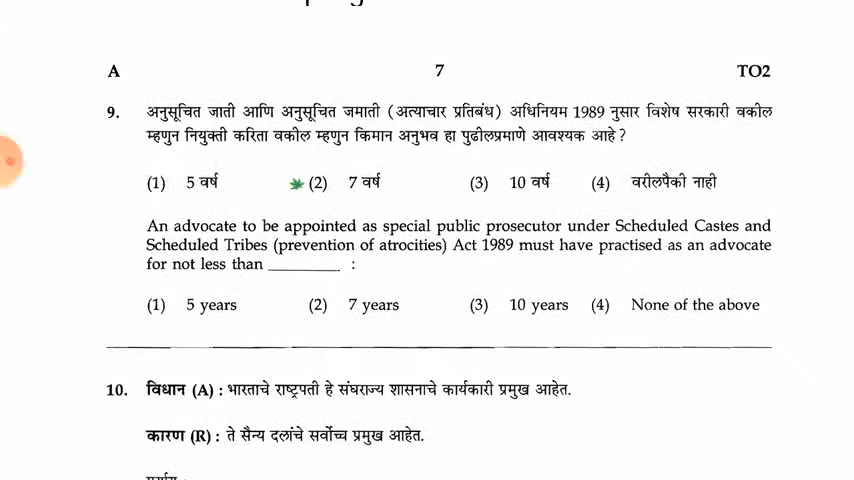 A 7 TO2
9. अनुसूचित जाती आणि अनुसूचित जमाती (अत्याचार प्रतिबंध) अधिनियम 1989 नुसार विशेष सरकारी वकील
म्हणुन नियुक्ती करिता वकील म्हणुन किमान अनुभव हा पुढीलप्रमाणे आवश्यक आहे ?
(1) 5 वर्ष (2) 7 वर्ष (3) 10 वर्ष (4) वरीलपैकी नाही
An advocate to be appointed as special public prosecutor under Scheduled Castes and
Scheduled Tribes (prevention of atrocities) Act 1989 must have practised as an advocate
for not less than ________ :
(1) 5 years (2) 7 years (3) 10 years (4) None of the above
10. विधान (A) : भारताचे राष्ट्रपती हे संघराज्य शासनाचे कार्यकारी प्रमुख आहेत.
कारण (R) : ते सैन्य दलांचे सर्वोच्च प्रमुख आहेत.